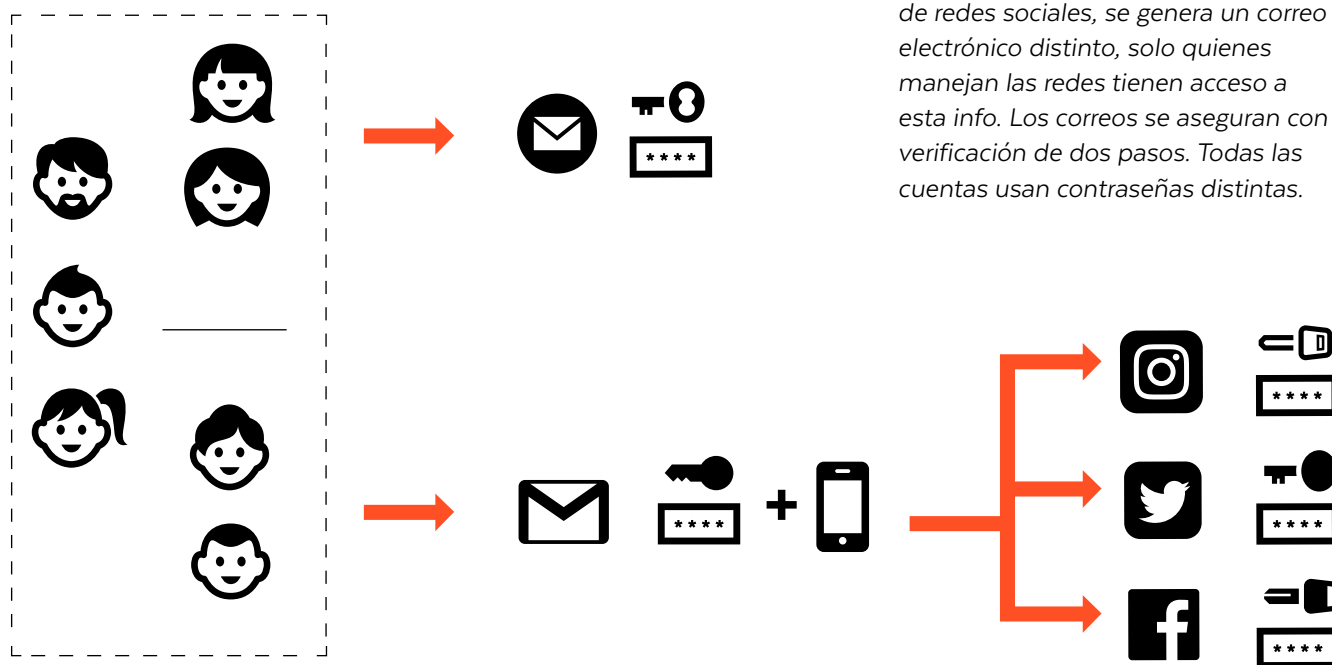 de redes sociales, se genera un correo
electrónico distinto, solo quienes
manejan las redes tienen acceso a
esta info. Los correos se aseguran con
verificación de dos pasos. Todas las
cuentas usan contraseñas distintas.
****
****
****
****
****